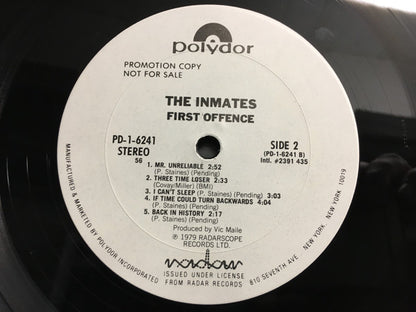 polydor
PROMOTION COPY
NOT FOR SALE
THE INMATES
FIRST OFFENCE
PD-1-6241
STEREO
56
SIDE 2
(PD-1-6241 B)
Intl. #2391 435
1. MR. UNRELIABLE 2:52
(P. Staines) (Pending)
2. THREE TIME LOSER 2:33
(Covay/Miller) (BMI)
3. I CAN'T SLEEP (P. Staines) (Pending) 3:03
4. IF TIME COULD TURN BACKWARDS 4:04
(P. Staines) (Pending)
5. BACK IN HISTORY 2:17
(P. Staines) (Pending)
Produced by Vic Maile
℗ 1979 RADARSCOPE
RECORDS LTD.
radar
ISSUED UNDER LICENSE
FROM RADAR RECORDS
MANUFACTURED & MARKETED BY POLYDOR INCORPORATED
810 SEVENTH AVE NEW YORK, NEW YORK 10019